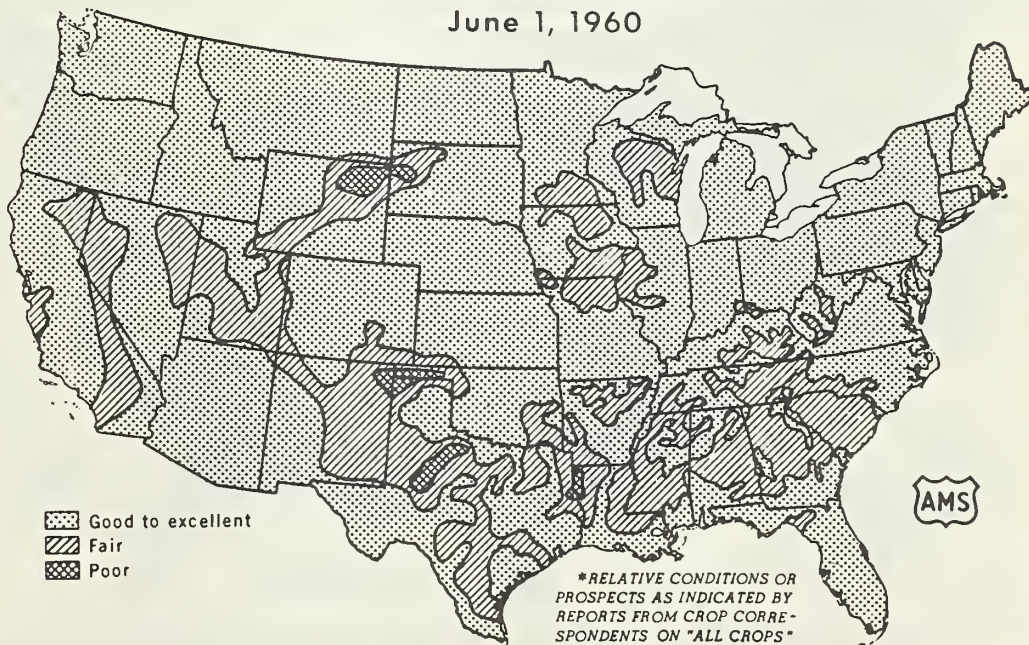 June 1, 1960
Good to excellent
Fair
Poor
AMS
*RELATIVE CONDITIONS OR
PROSPECTS AS INDICATED BY
REPORTS FROM CROP CORRE-
SPONDENTS ON "ALL CROPS"